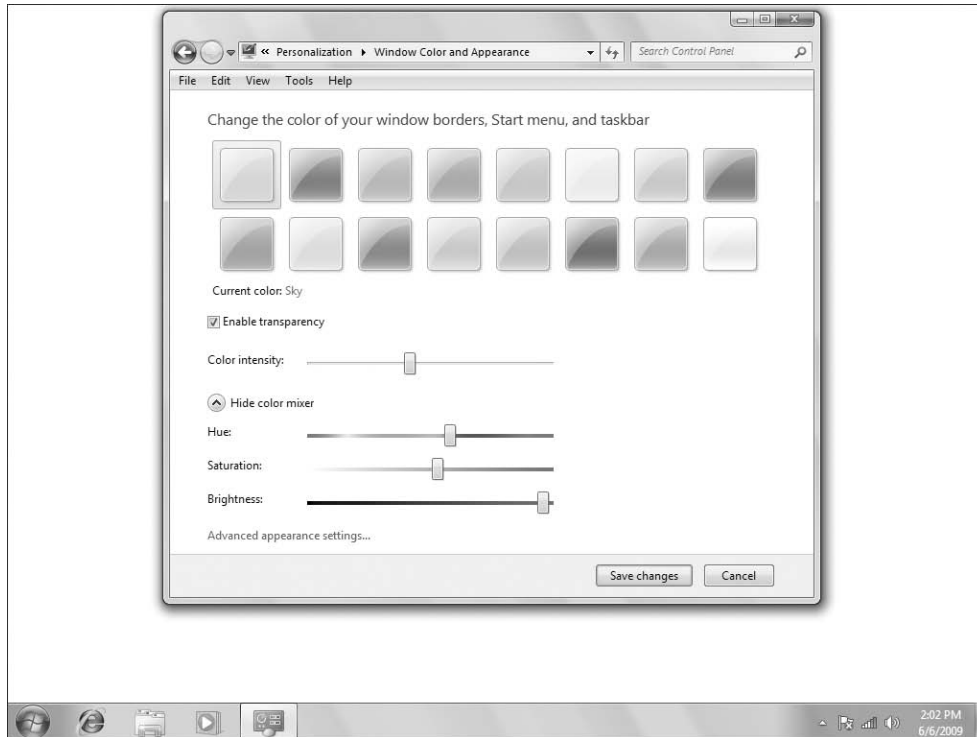 « Personalization ▸ Window Color and Appearance
Search Control Panel
File Edit View Tools Help
Change the color of your window borders, Start menu, and taskbar
Current color: Sky
Enable transparency
Color intensity:
Hide color mixer
Hue:
Saturation:
Brightness:
Advanced appearance settings...
Save changes Cancel
2:02 PM
6/6/2009